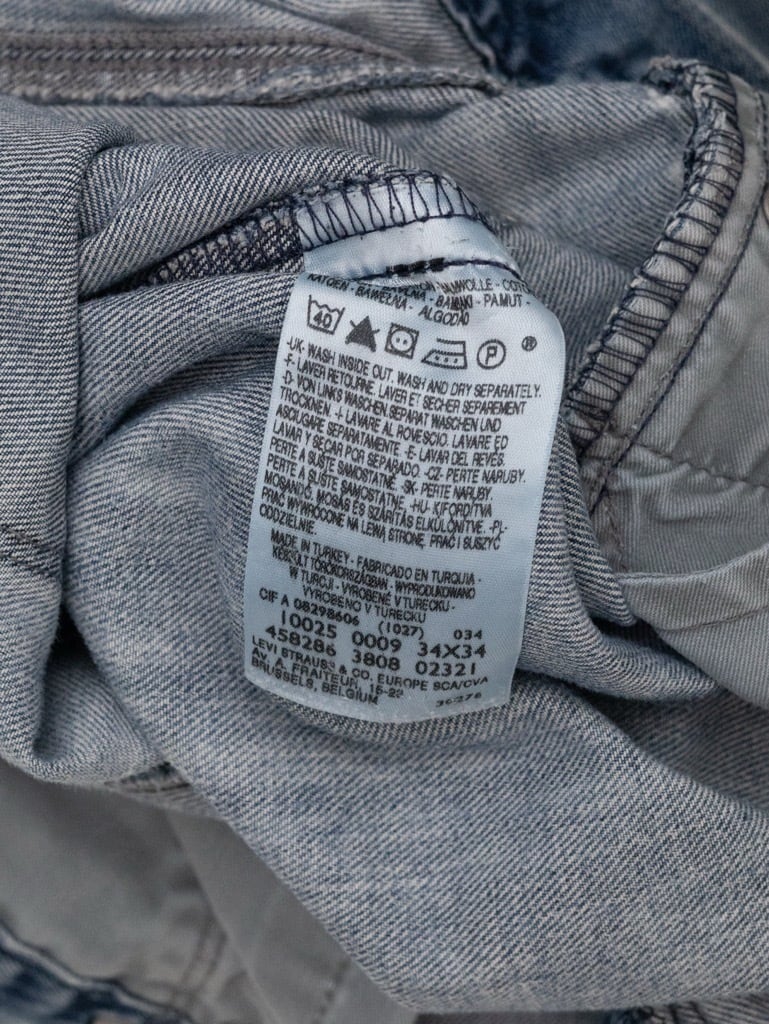 KATOEN - BAWEŁNA - BAMBAKI - PAMUT -
ALGODÃO
40
P
®
-UK- WASH INSIDE OUT. WASH AND DRY SEPARATELY.
-F- LAVER RETOURNE. LAVER ET SECHER SEPAREMENT
-D- VON LINKS WASCHEN. SEPARAT WASCHEN UND
TROCKNEN. -I- LAVARE AL ROVESCIO. LAVARE ED
ASCIUGARE SEPARATAMENTE. -E- LAVAR DEL REVÉS.
LAVAR Y SECAR POR SEPARADO -CZ- PERTE NARUBY.
PERTE A SUŠTE SAMOSTATNE. -SK- PERTE NARUBY.
PERTE A SUŠTE SAMOSTATNE. -HU- KIFORDÍTVA
MOSANDÓ. MOSÁS ÉS SZÁRÍTÁS ELKÜLÖNÍTVE. -PL-
PRAĆ WYWRÓCONE NA LEWĄ STRONĘ. PRAĆ I SUSZYĆ
ODDZIELNIE.
MADE IN TURKEY - FABRICADO EN TURQUIA -
KÉSZÜLT TÖRÖKORSZÁGBAN - WYPRODUKOWANO
W TURCJI - VYROBENÉ V TURECKU -
VYROBENO V TURECKU
CIF A 08298606 (1027) 034
10025 0009 34X34
458286 3808 02321
LEVI STRAUSS & CO. EUROPE SCA/CVA
AV. A. FRAITEUR, 15-23
BRUSSELS, BELGIUM